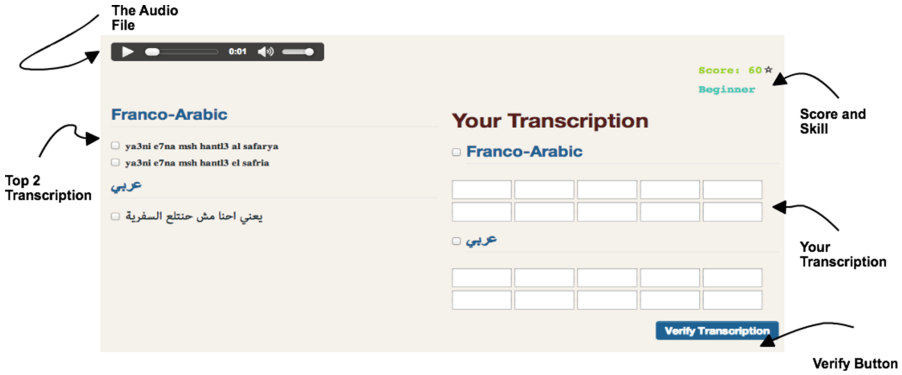 The Audio
File
0:01
Score: 60☆
Beginner
Score and
Skill
Franco-Arabic
ya3ni e7na msh hantl3 al safarya
ya3ni e7na msh hantl3 el safria
عربي
يعني احنا مش حنتلع السفرية
Top 2
Transcription
Your Transcription
Franco-Arabic
عربي
Your
Transcription
Verify Transcription
Verify Button